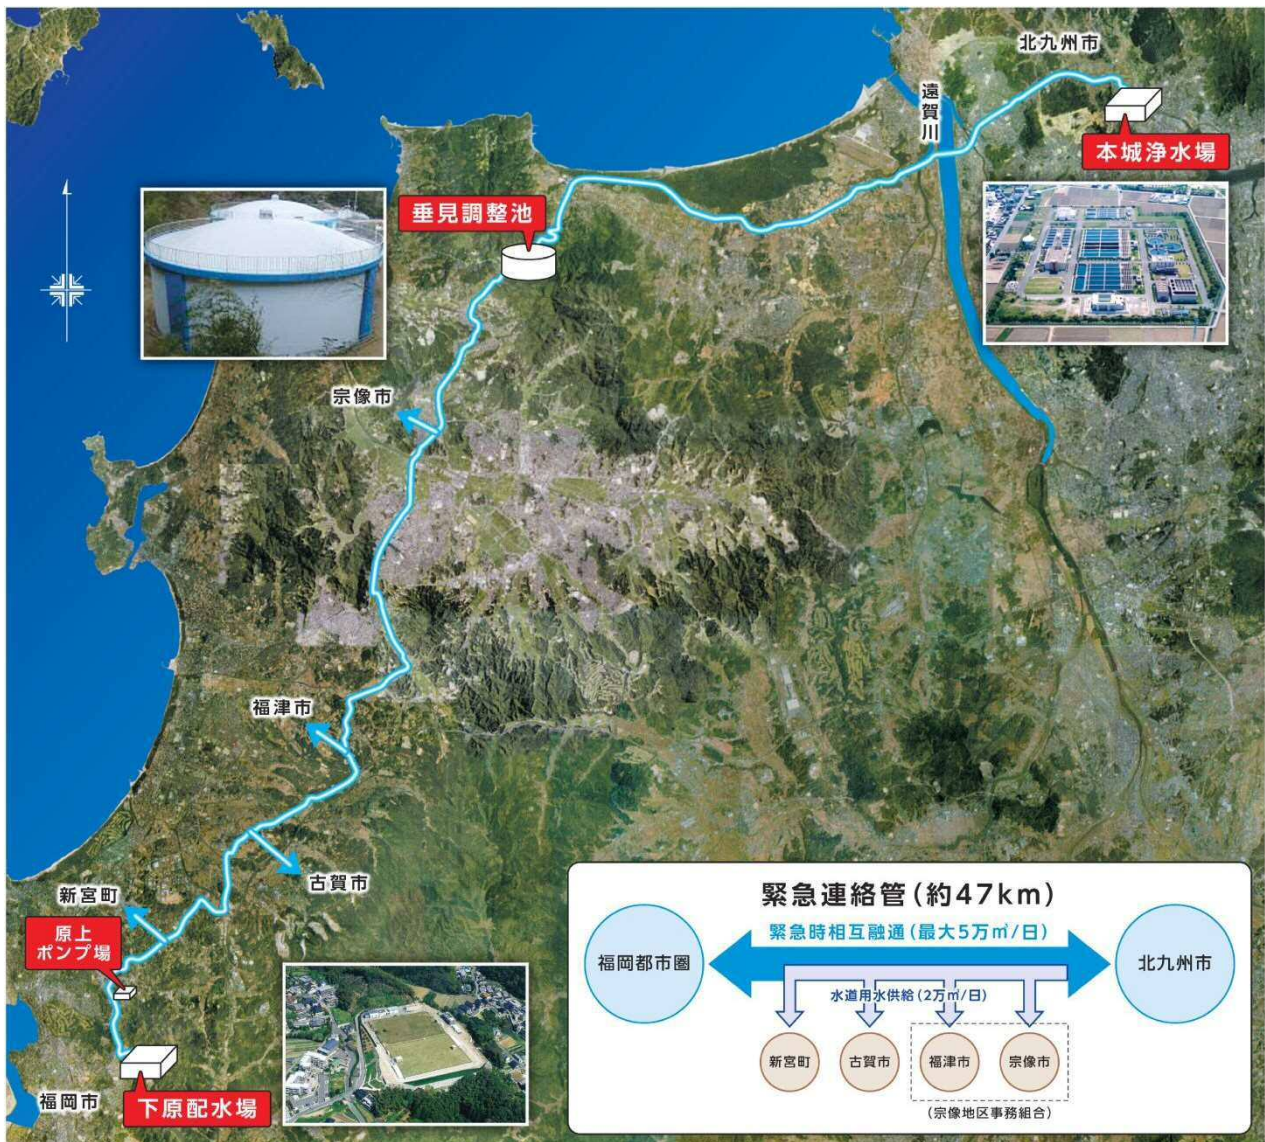 北九州市
遠賀川
本城浄水場
垂見調整池
宗像市
福津市
古賀市
新宮町
原上
ポンプ場
福岡市
下原配水場
緊急連絡管(約47km)
緊急時相互融通(最大5万㎥/日)
福岡都市圏
北九州市
水道用水供給(2万㎥/日)
新宮町
古賀市
福津市
宗像市
(宗像地区事務組合)